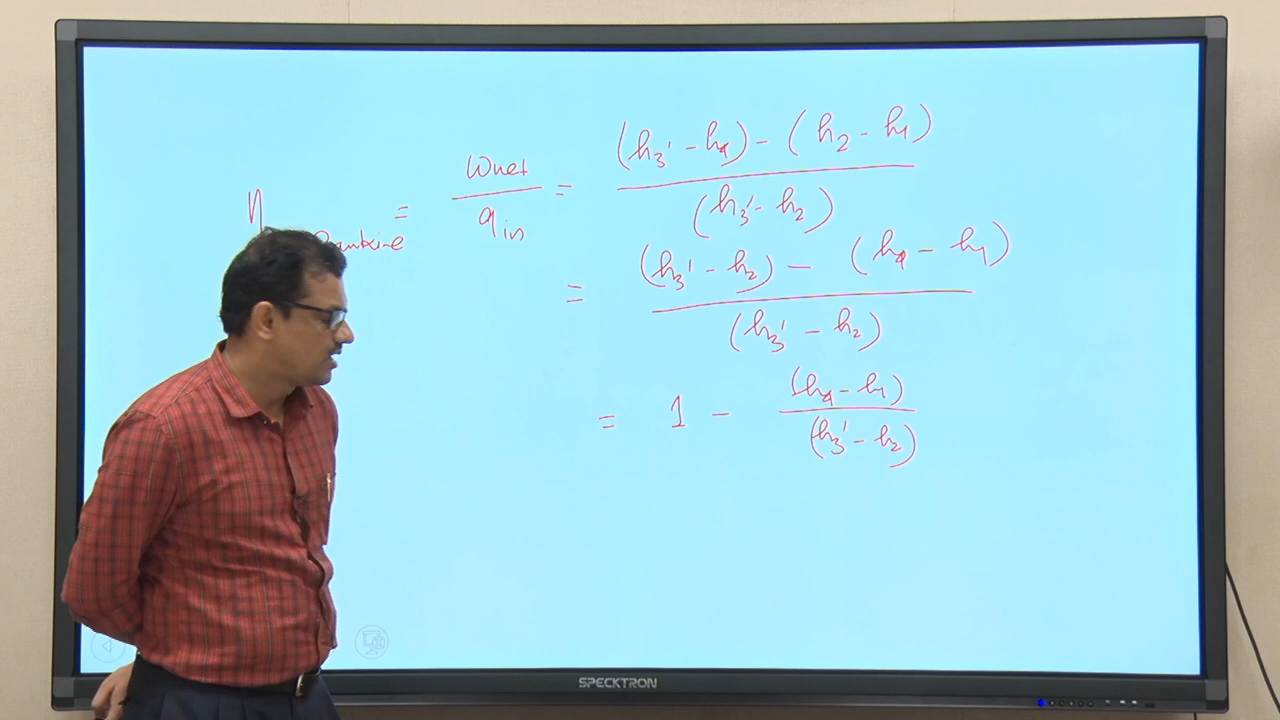 η Rankine = Wnet / qin = (h3' - h4) - (h2 - h1) / (h3' - h2)
= (h3' - h2) - (h4 - h1) / (h3' - h2)
= 1 - (h4 - h1) / (h3' - h2)
SPECKTRON